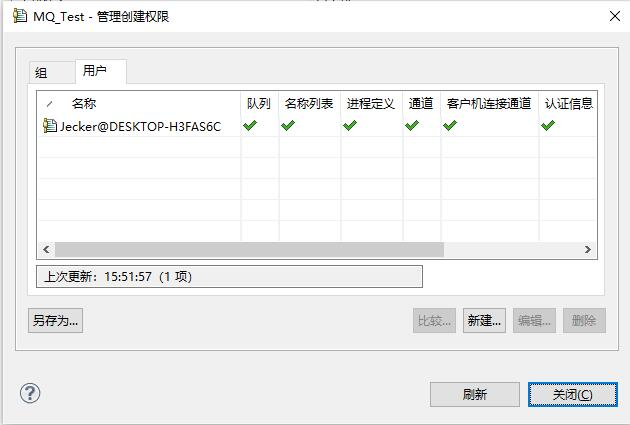 MQ_Test - 管理创建权限
组 用户
名称 队列 名称列表 进程定义 通道 客户机连接通道 认证信息
Jecker@DESKTOP-H3FAS6C
上次更新：15:51:57（1 项）
另存为... 比较... 新建... 编辑... 删除
刷新 关闭(C)